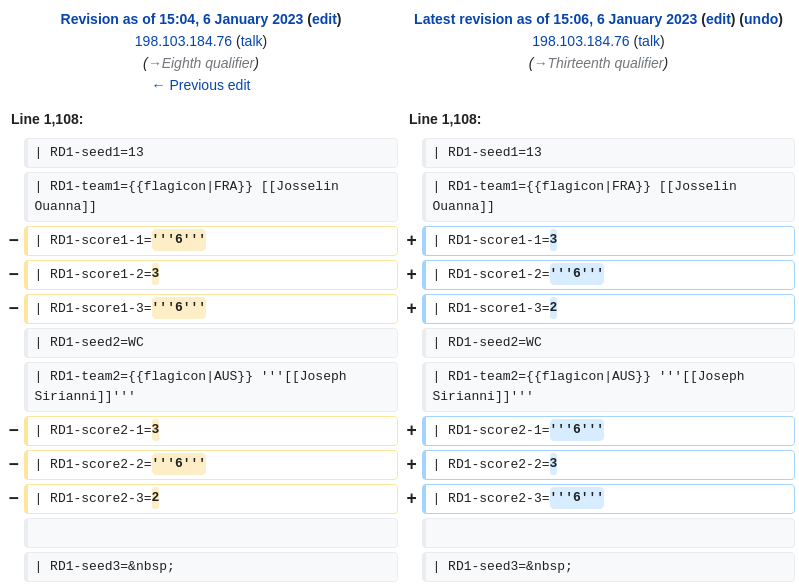 Revision as of 15:04, 6 January 2023 (edit)
198.103.184.76 (talk)
(→Eighth qualifier)
← Previous edit
Latest revision as of 15:06, 6 January 2023 (edit) (undo)
198.103.184.76 (talk)
(→Thirteenth qualifier)
Line 1,108:
Line 1,108:
| RD1-seed1=13
| RD1-seed1=13
| RD1-team1={{flagicon|FRA}} [[Josselin
Ouanna]]
| RD1-team1={{flagicon|FRA}} [[Josselin
Ouanna]]
− | RD1-score1-1='''6'''
+ | RD1-score1-1=3
− | RD1-score1-2=3
+ | RD1-score1-2='''6'''
− | RD1-score1-3='''6'''
+ | RD1-score1-3=2
| RD1-seed2=WC
| RD1-seed2=WC
| RD1-team2={{flagicon|AUS}} '''[[Joseph
Sirianni]]'''
| RD1-team2={{flagicon|AUS}} '''[[Joseph
Sirianni]]'''
− | RD1-score2-1=3
+ | RD1-score2-1='''6'''
− | RD1-score2-2='''6'''
+ | RD1-score2-2=3
− | RD1-score2-3=2
+ | RD1-score2-3='''6'''
| RD1-seed3=&nbsp;
| RD1-seed3=&nbsp;